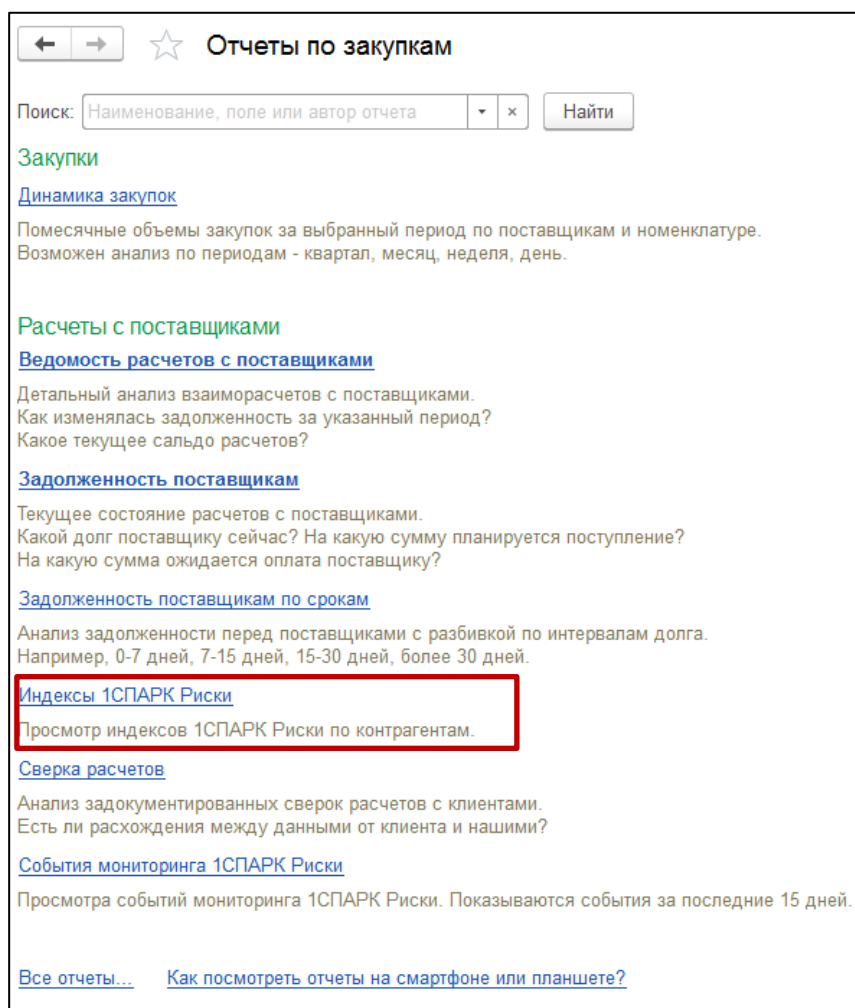 Отчеты по закупкам
Поиск: Наименование, поле или автор отчета Найти
Закупки
Динамика закупок
Помесячные объемы закупок за выбранный период по поставщикам и номенклатуре.
Возможен анализ по периодам - квартал, месяц, неделя, день.
Расчеты с поставщиками
Ведомость расчетов с поставщиками
Детальный анализ взаиморасчетов с поставщиками.
Как изменялась задолженность за указанный период?
Какое текущее сальдо расчетов?
Задолженность поставщикам
Текущее состояние расчетов с поставщиками.
Какой долг поставщику сейчас? На какую сумму планируется поступление?
На какую сумма ожидается оплата поставщику?
Задолженность поставщикам по срокам
Анализ задолженности перед поставщиками с разбивкой по интервалам долга.
Например, 0-7 дней, 7-15 дней, 15-30 дней, более 30 дней.
Индексы 1СПАРК Риски
Просмотр индексов 1СПАРК Риски по контрагентам.
Сверка расчетов
Анализ задокументированных сверок расчетов с клиентами.
Есть ли расхождения между данными от клиента и нашими?
События мониторинга 1СПАРК Риски
Просмотра событий мониторинга 1СПАРК Риски. Показываются события за последние 15 дней.
Все отчеты... Как посмотреть отчеты на смартфоне или планшете?